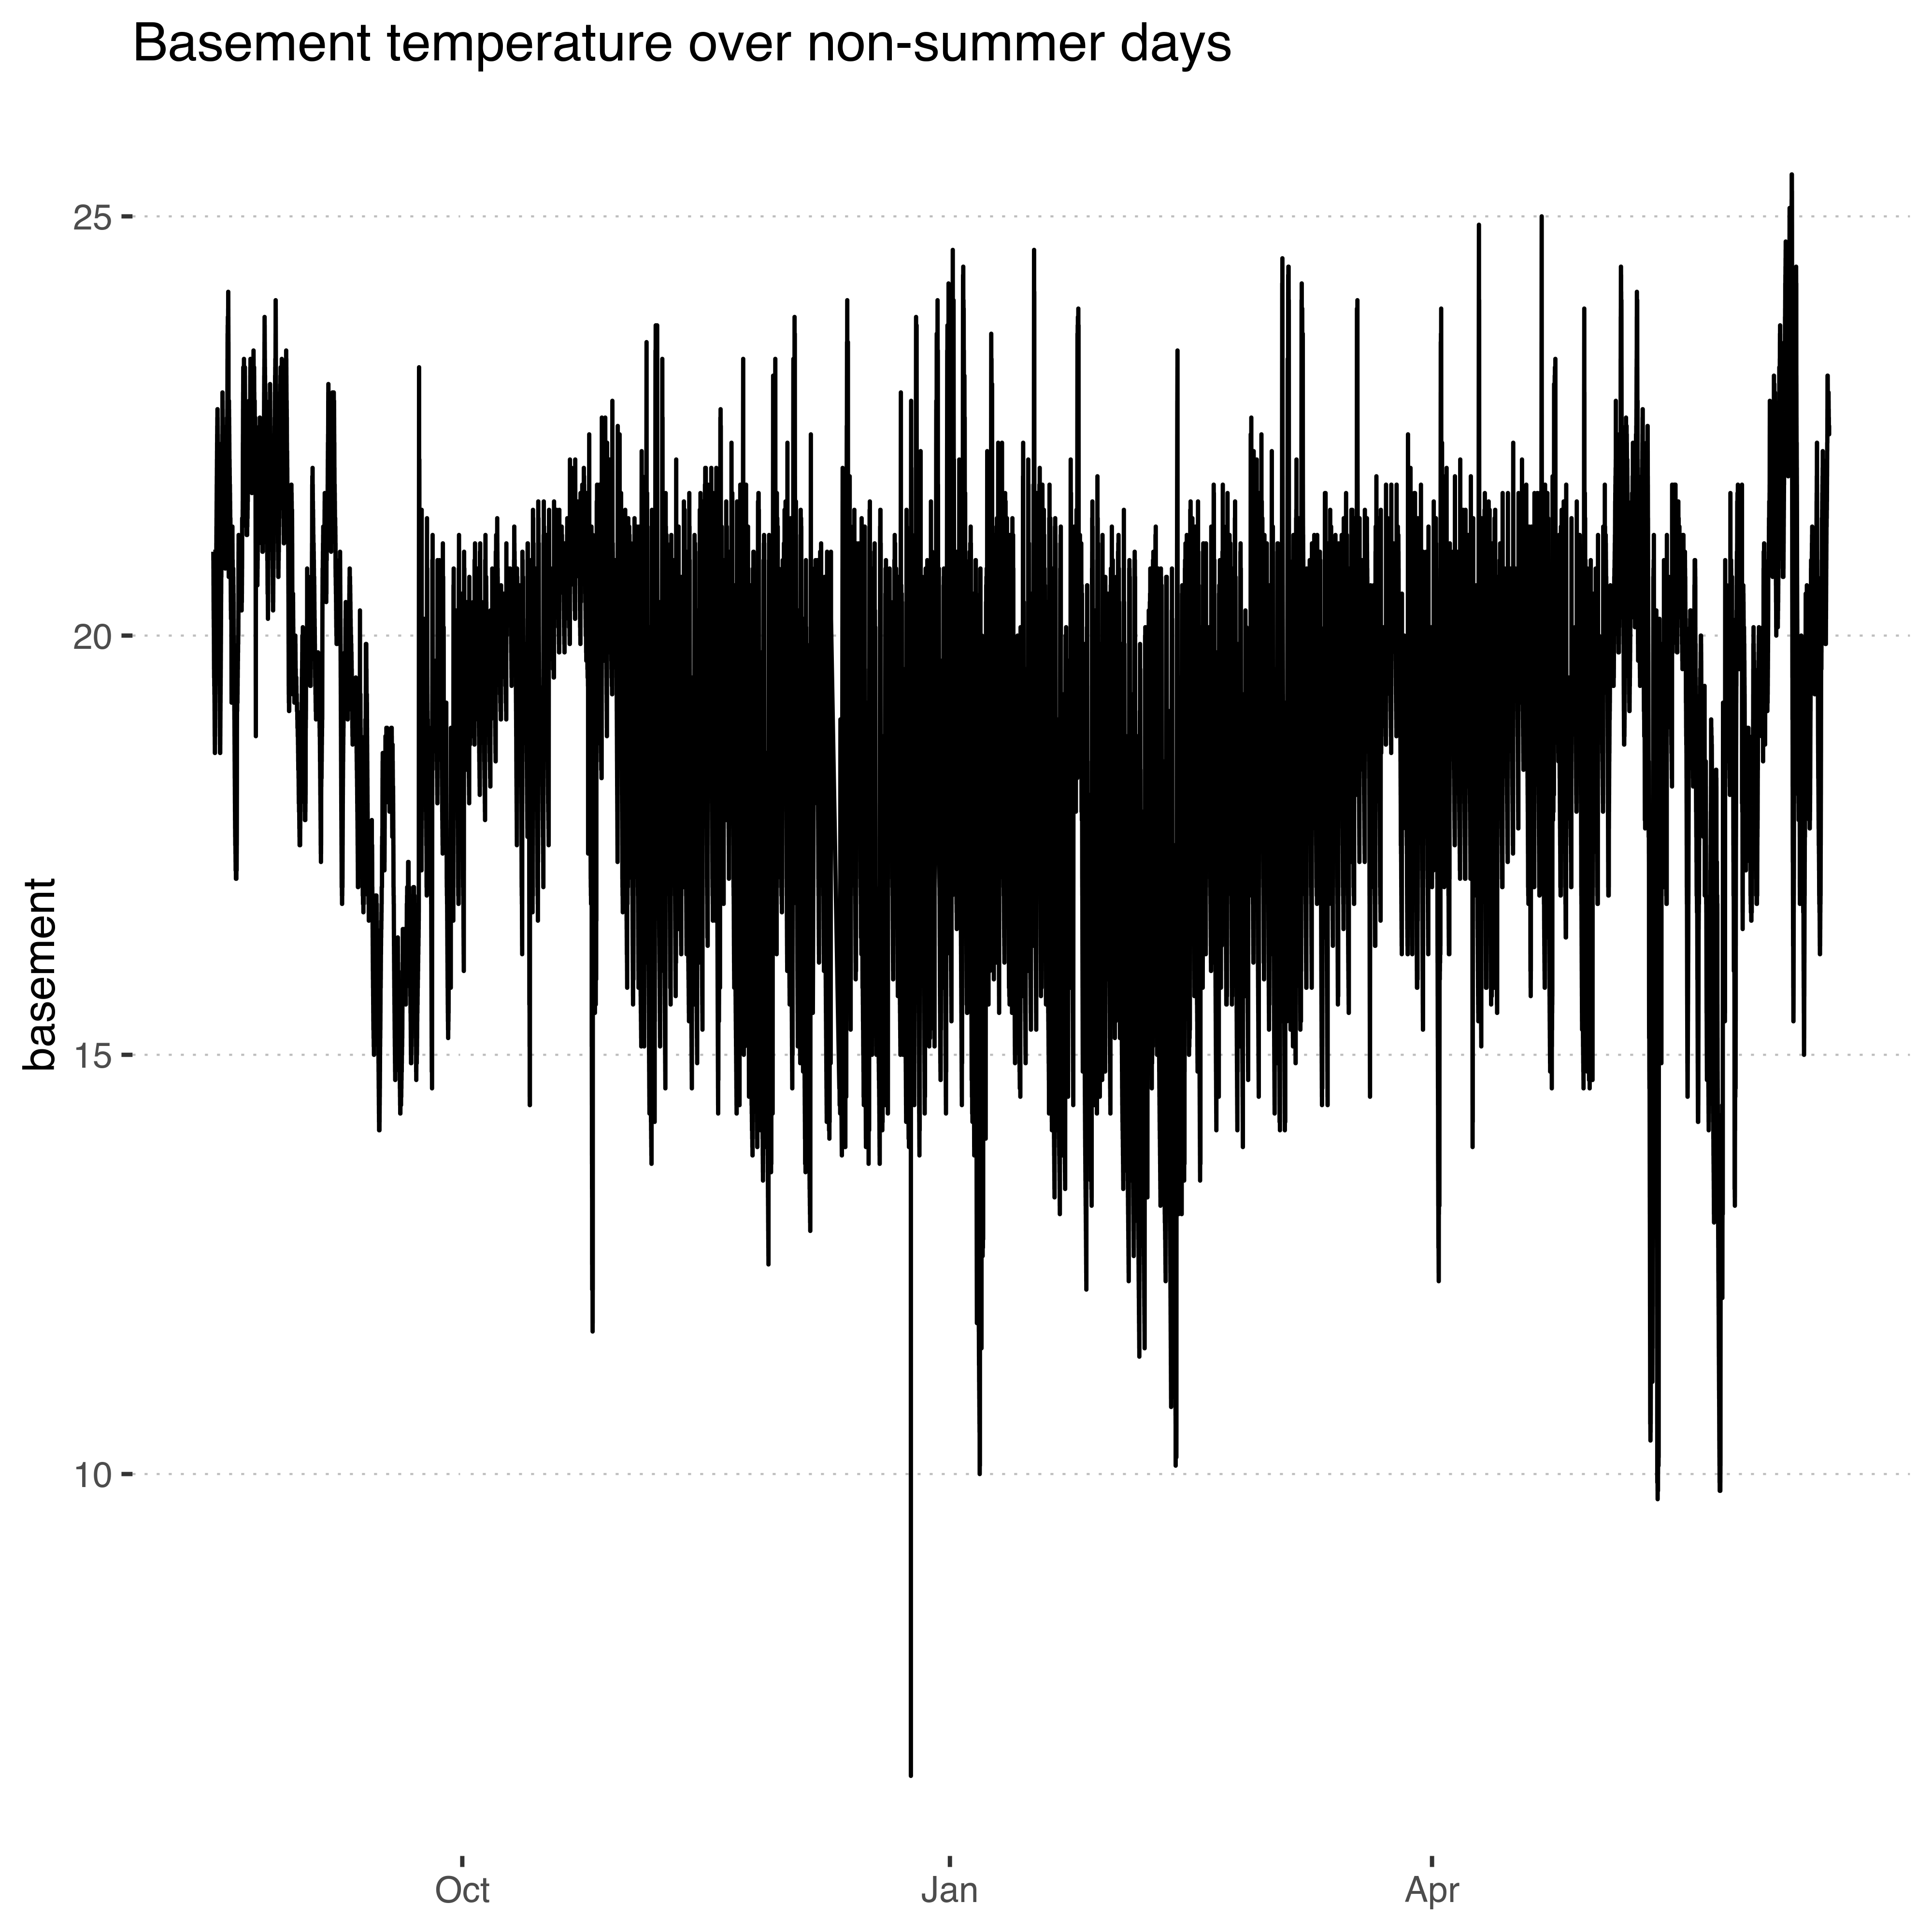 Basement temperature over non-summer days
25
20
15
10
basement
Oct
Jan
Apr